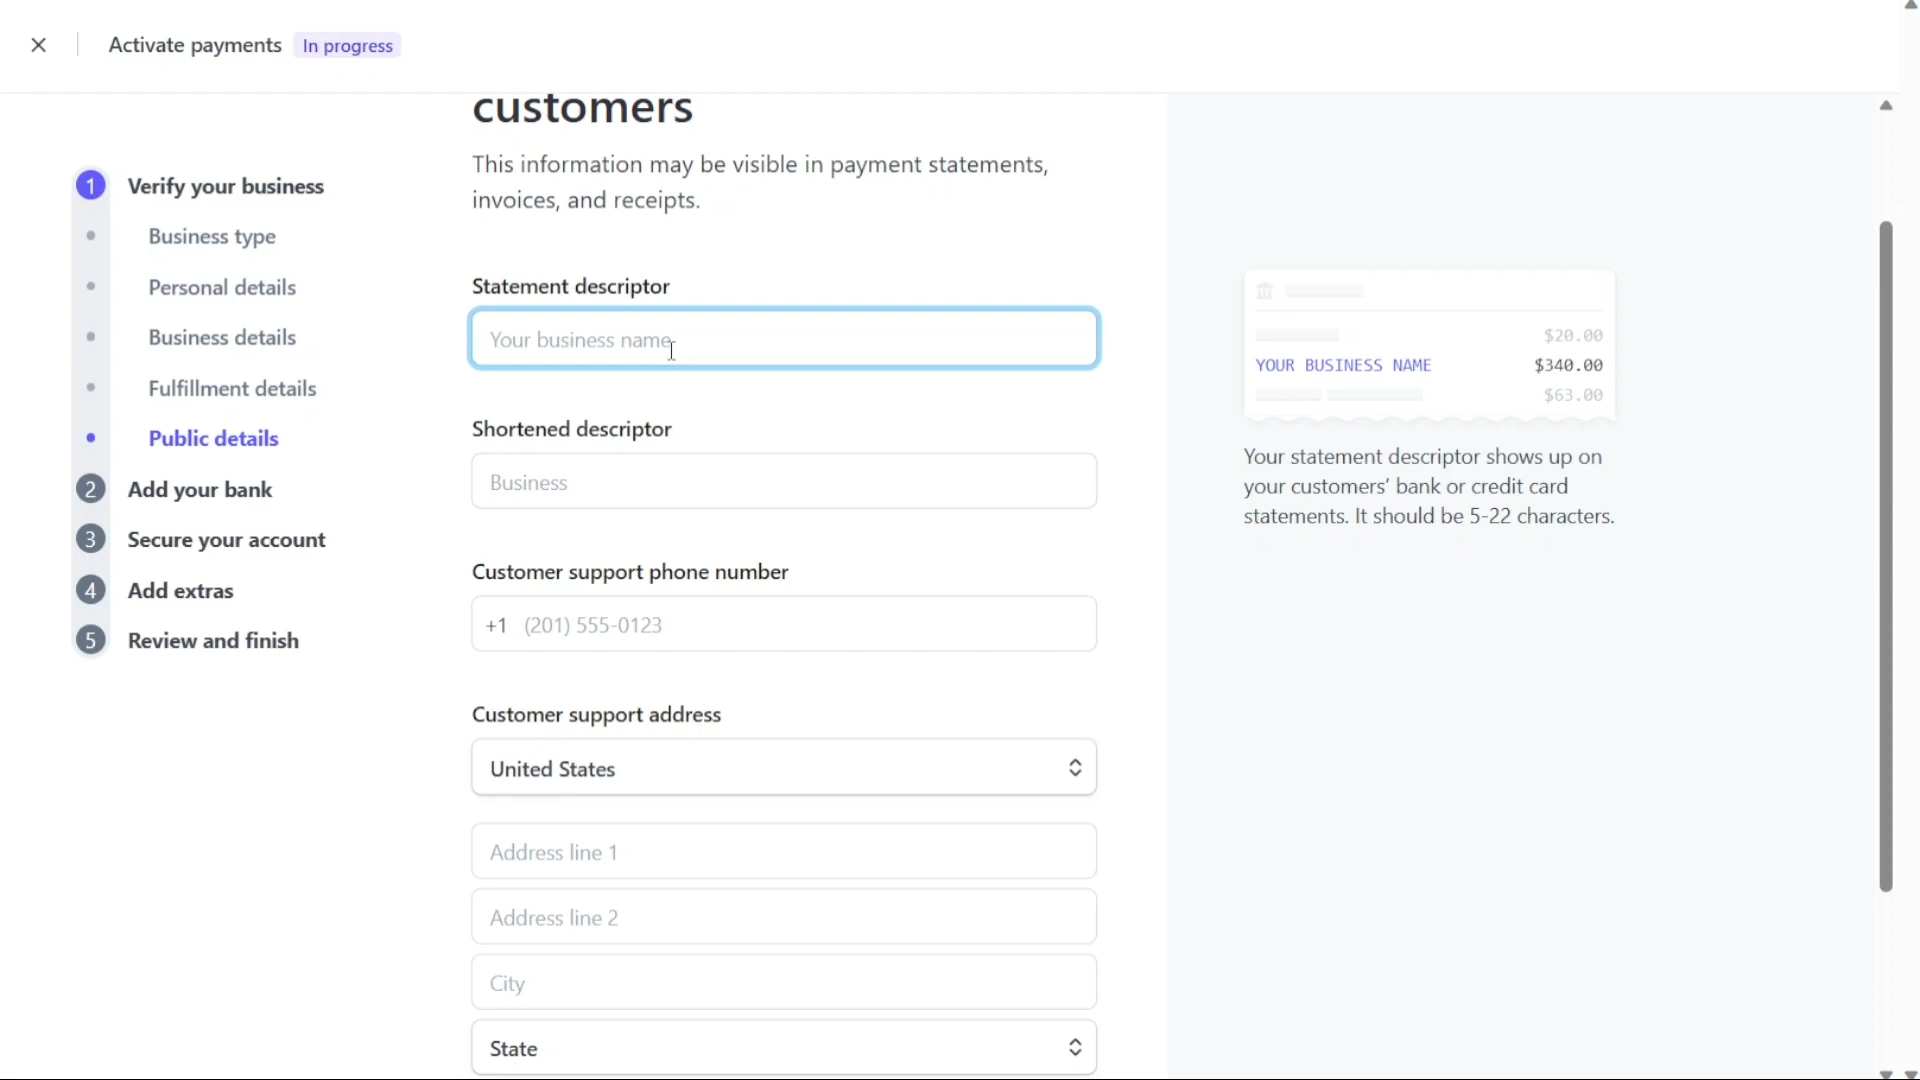 Activate payments In progress
customers
This information may be visible in payment statements,
invoices, and receipts.
1 Verify your business
Business type
Personal details
Business details
Fulfillment details
Public details
2 Add your bank
3 Secure your account
4 Add extras
5 Review and finish
Statement descriptor
Your business name
Shortened descriptor
Business
Customer support phone number
+1 (201) 555-0123
Customer support address
United States
Address line 1
Address line 2
City
State
$20.00
YOUR BUSINESS NAME $340.00
$63.00
Your statement descriptor shows up on
your customers’ bank or credit card
statements. It should be 5-22 characters.